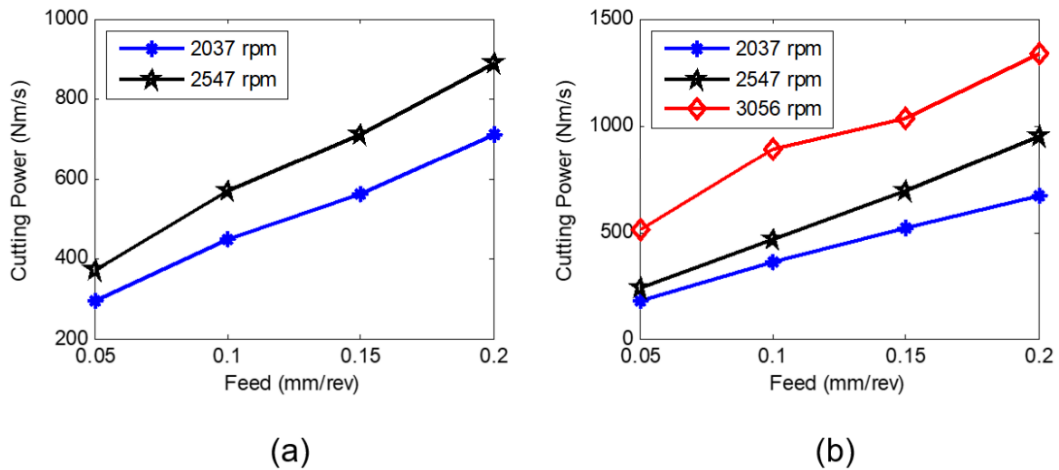 1000
800
600
400
200
Cutting Power (Nm/s)
2037 rpm
2547 rpm
0.05 0.1 0.15 0.2
Feed (mm/rev)
(a)
1500
1000
500
0
Cutting Power (Nm/s)
2037 rpm
2547 rpm
3056 rpm
0.05 0.1 0.15 0.2
Feed (mm/rev)
(b)